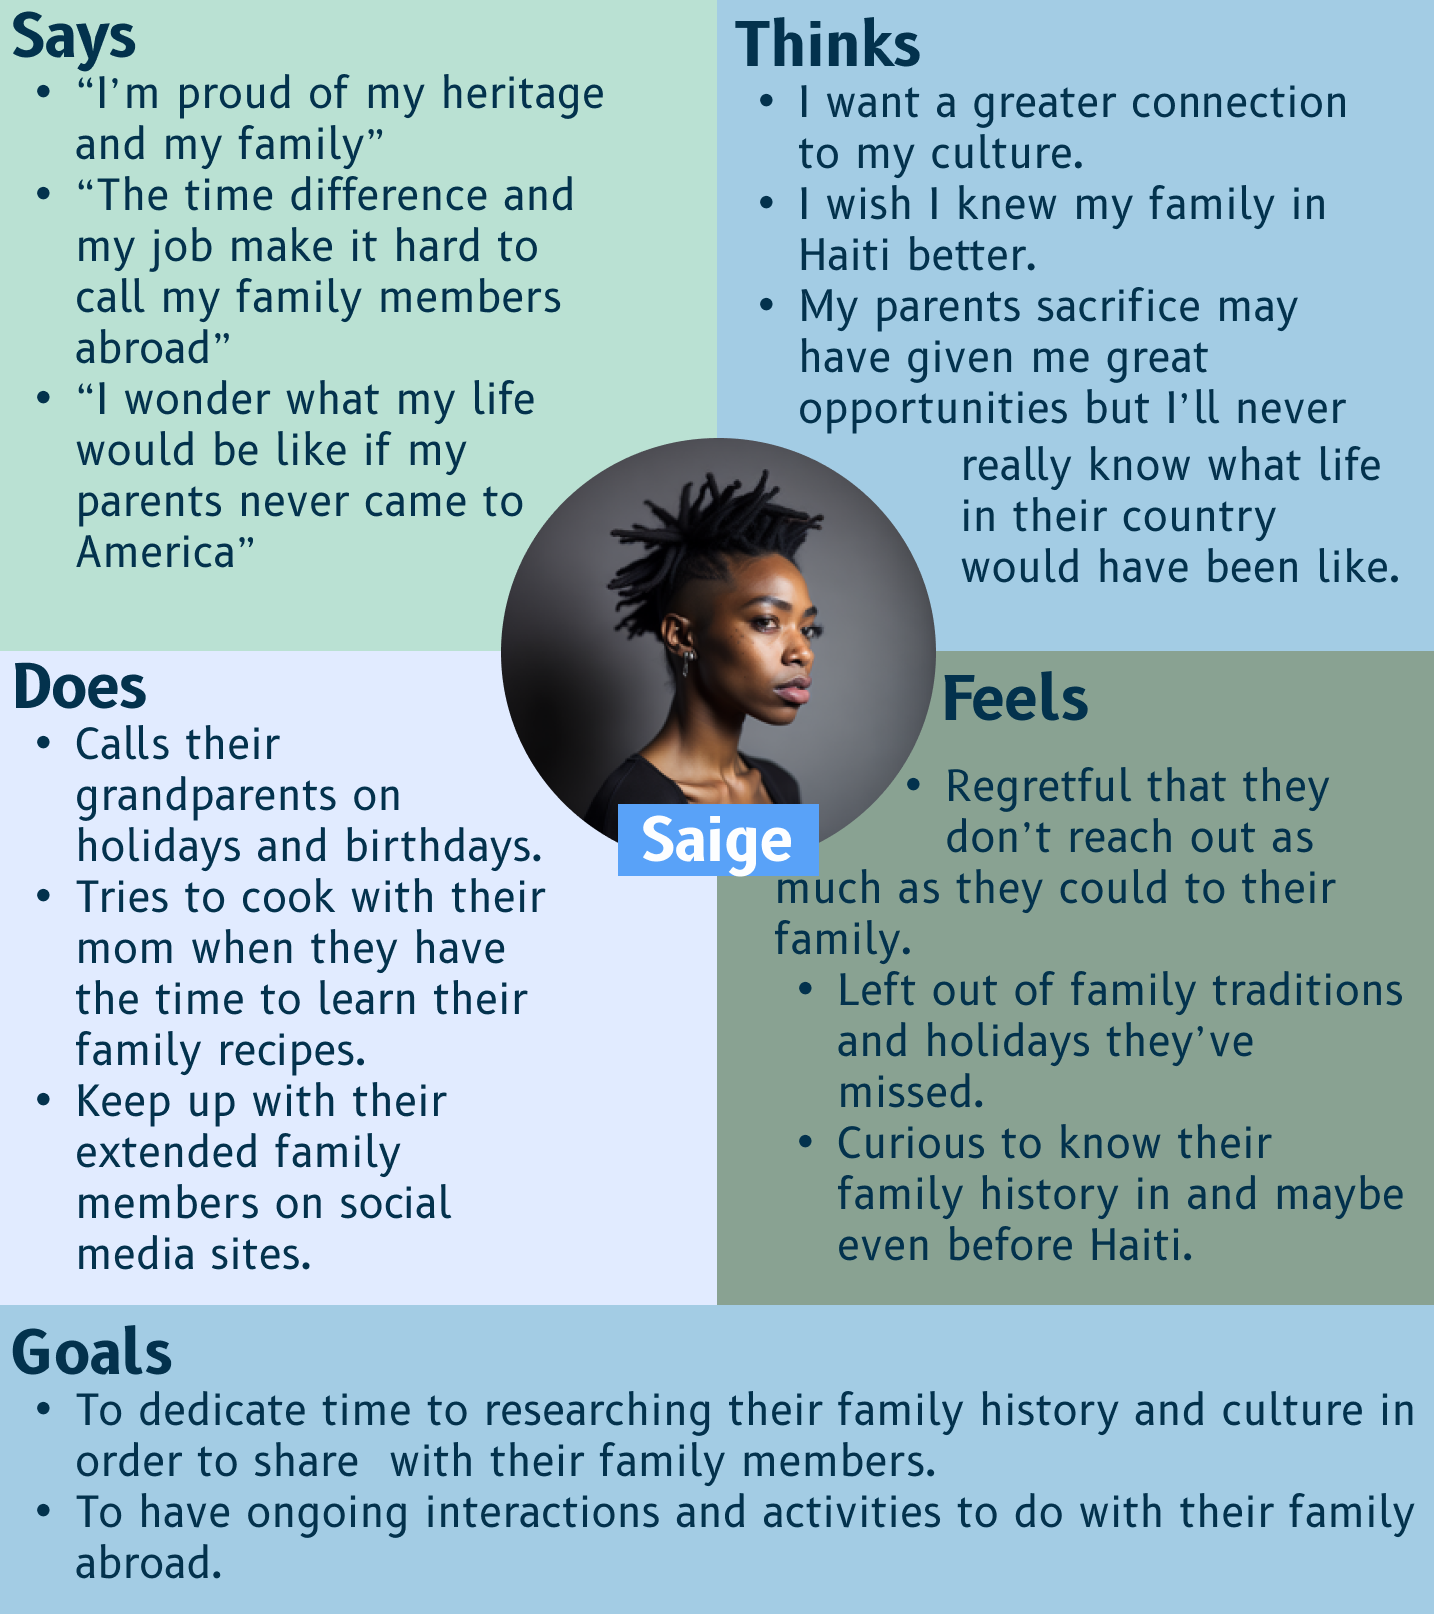 Says
• “I’m proud of my heritage
and my family”
• “The time difference and
my job make it hard to
call my family members
abroad”
• “I wonder what my life
would be like if my
parents never came to
America”
Thinks
• I want a greater connection
to my culture.
• I wish I knew my family in
Haiti better.
• My parents sacrifice may
have given me great
opportunities but I’ll never
really know what life
in their country
would have been like.
Saige
Does
• Calls their
grandparents on
holidays and birthdays.
• Tries to cook with their
mom when they have
the time to learn their
family recipes.
• Keep up with their
extended family
members on social
media sites.
Feels
• Regretful that they
don’t reach out as
much as they could to their
family.
• Left out of family traditions
and holidays they’ve
missed.
• Curious to know their
family history in and maybe
even before Haiti.
Goals
• To dedicate time to researching their family history and culture in
order to share  with their family members.
• To have ongoing interactions and activities to do with their family
abroad.